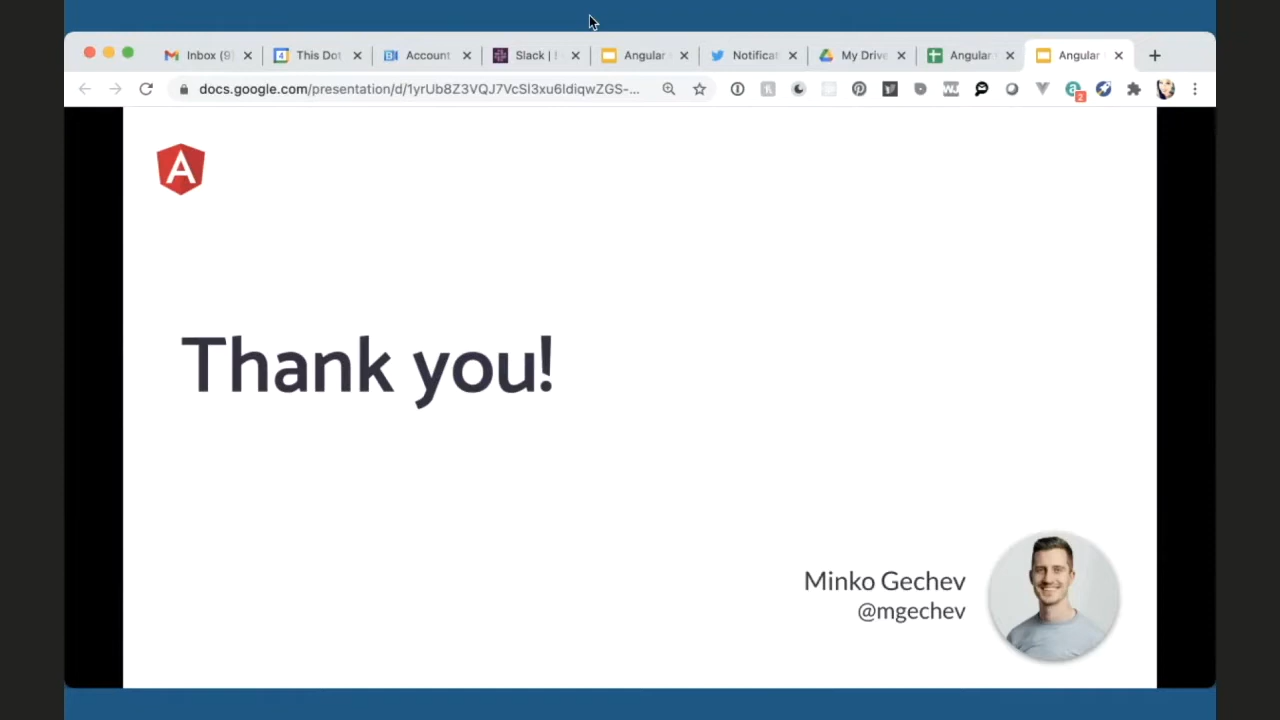 Inbox (9)
This Dot
Account
Slack |
Angular
Notificat
My Drive
Angular
Angular
docs.google.com/presentation/d/1yrUb8Z3VQJ7VcSl3xu6ldiqwZGS-...
2
Thank you!
Minko Gechev
@mgechev